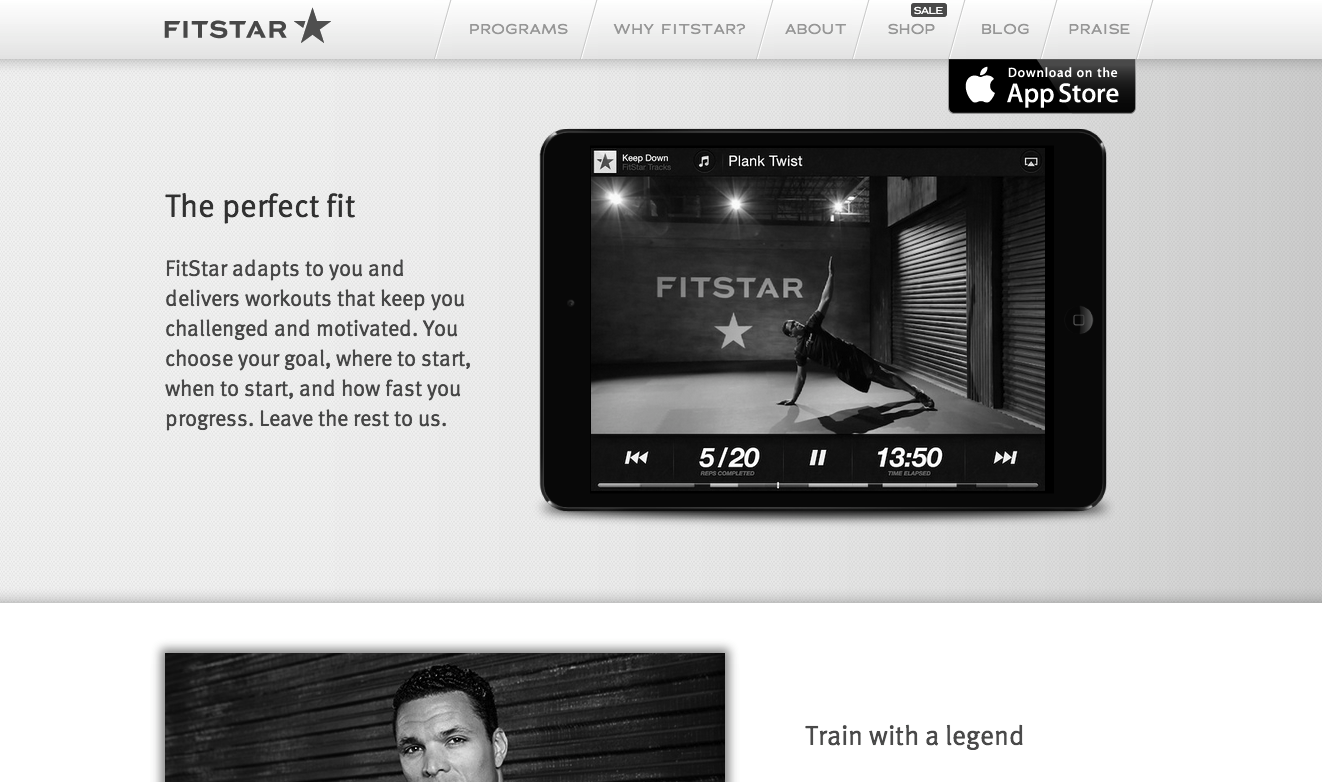 FITSTAR
PROGRAMS
WHY FITSTAR?
ABOUT
SALE
SHOP
BLOG
PRAISE
Download on the
App Store
The perfect fit
FitStar adapts to you and
delivers workouts that keep you
challenged and motivated. You
choose your goal, where to start,
when to start, and how fast you
progress. Leave the rest to us.
Keep Down
FitStar Tracks
Plank Twist
FITSTAR
5/20
REPS COMPLETED
13:50
TIME ELAPSED
Train with a legend